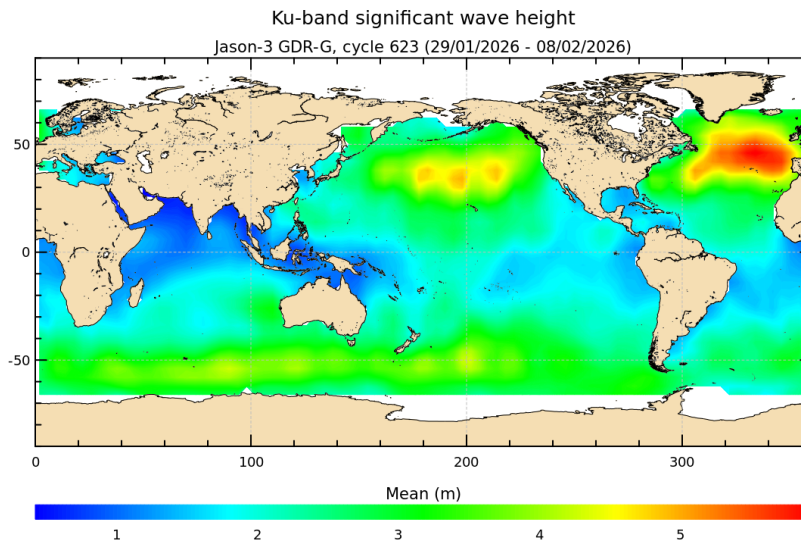 Ku-band significant wave height
Jason-3 GDR-G, cycle 623 (29/01/2026 - 08/02/2026)
50
0
-50
0 100 200 300
Mean (m)
1 2 3 4 5